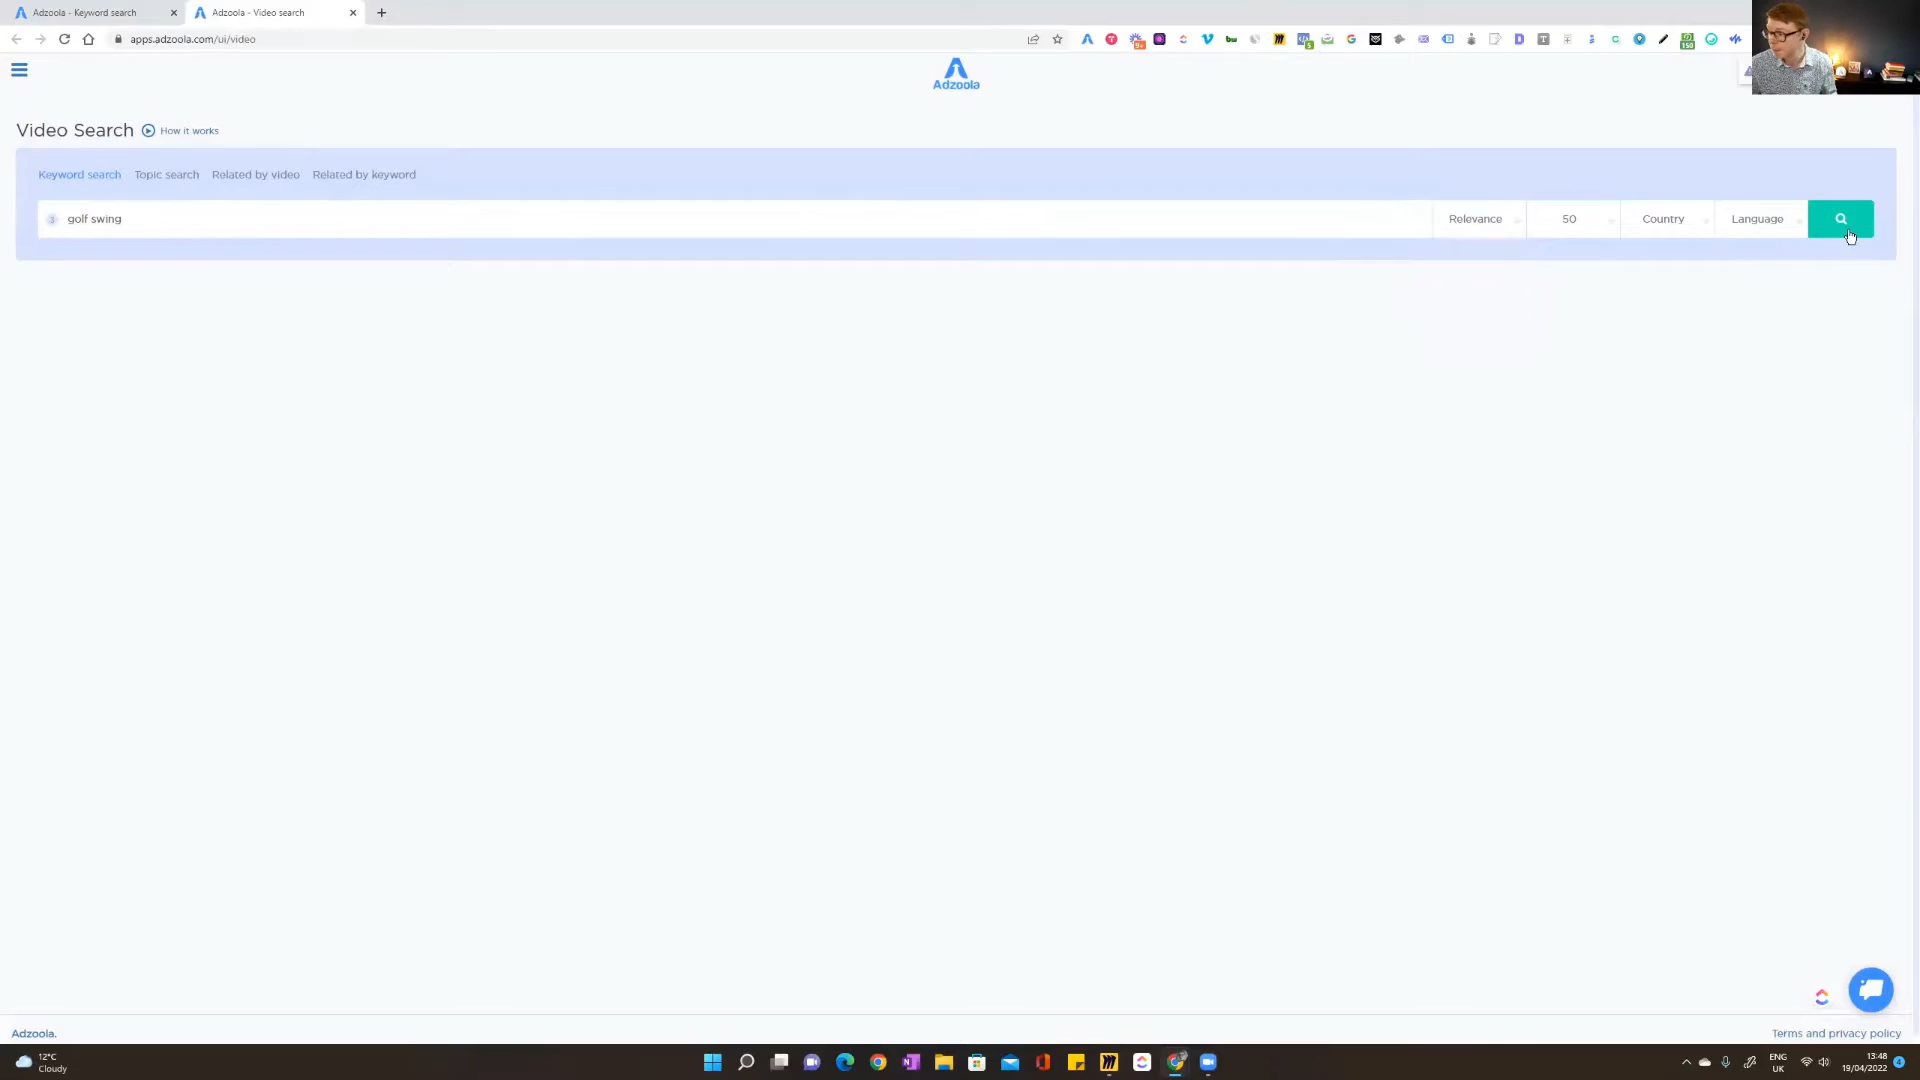 Adzoola - Keyword search
Adzoola - Video search
apps.adzoola.com/ui/video
Adzoola
Video Search
How it works
Keyword search
Topic search
Related by video
Related by keyword
3
golf swing
Relevance
50
Country
Language
Adzoola.
Terms and privacy policy
12°C
Cloudy
ENG
UK
13:48
19/04/2022
4